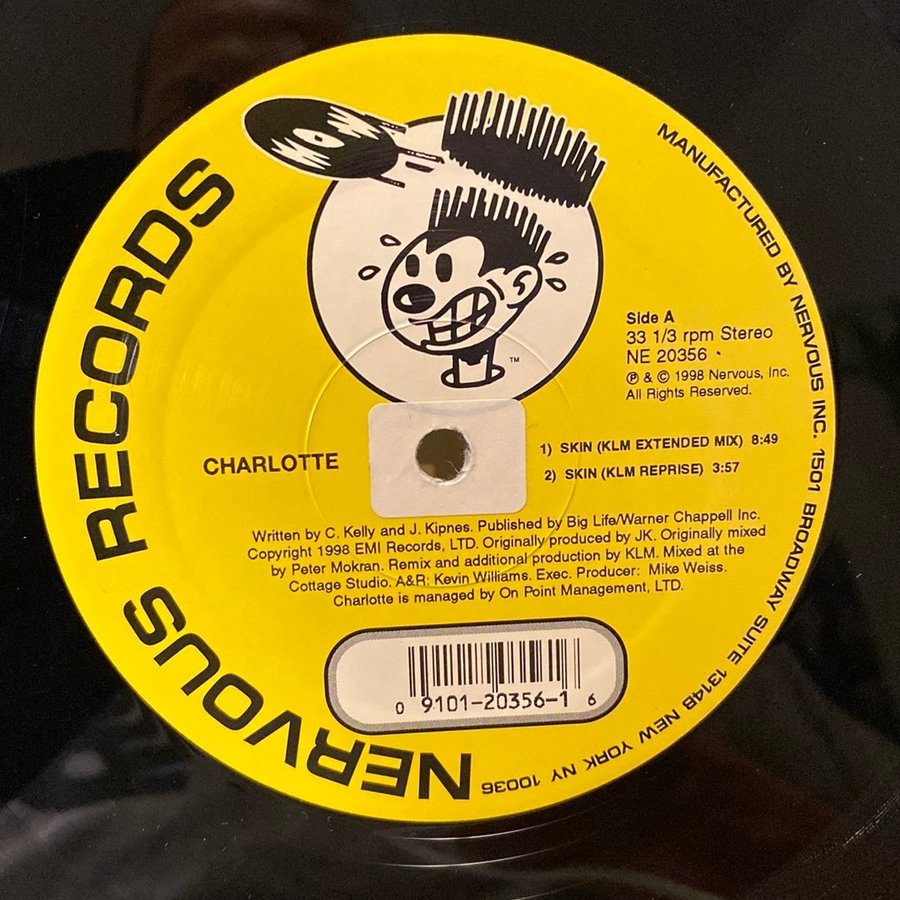 NERVOUS RECORDS
MANUFACTURED BY NERVOUS INC. 1501 BROADWAY SUITE 1314B NEW YORK NY 10036
TM
Side A
33 1/3 rpm Stereo
NE 20356
℗ & © 1998 Nervous, Inc.
All Rights Reserved.
CHARLOTTE
1) SKIN (KLM EXTENDED MIX) 8:49
2) SKIN (KLM REPRISE) 3:57
Written by C. Kelly and J. Kipnes. Published by Big Life/Warner Chappell Inc.
Copyright 1998 EMI Records, LTD. Originally produced by JK. Originally mixed
by Peter Mokran. Remix and additional production by KLM. Mixed at the
Cottage Studio. A&R: Kevin Williams. Exec. Producer: Mike Weiss.
Charlotte is managed by On Point Management, LTD.
0 9101-20356-1 6